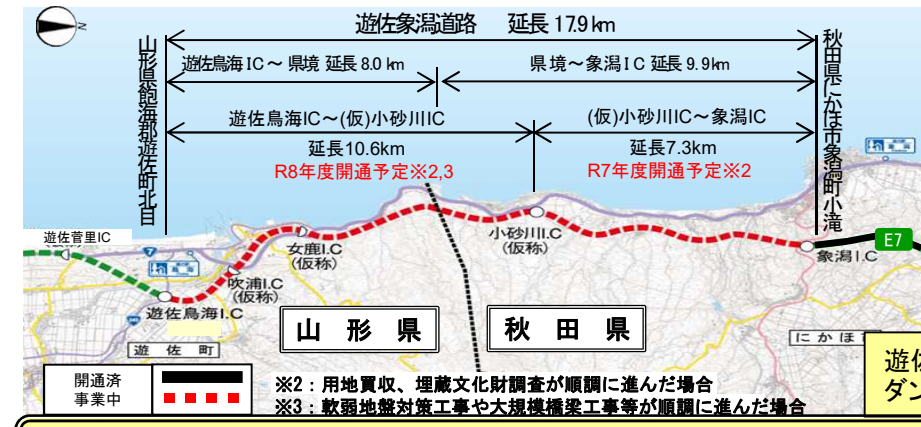 N
遊佐象潟道路 延長 17.9㎞
山形県飽海郡遊佐町北目
秋田県にかほ市象潟町小滝
遊佐鳥海IC～県境 延長 8.0 ㎞
県境～象潟IC 延長 9.9㎞
遊佐鳥海IC～(仮)小砂川IC
延長10.6km
R8年度開通予定※2,3
(仮)小砂川IC～象潟IC
延長7.3km
R7年度開通予定※2
遊佐菅里IC
7
吹浦I.C
(仮称)
女鹿I.C
(仮称)
小砂川I.C
(仮称)
象潟I.C
E7
遊佐鳥海I.C
345
遊佐町
山形県
秋田県
にかほ
開通済
事業中
※2：用地買収、埋蔵文化財調査が順調に進んだ場合
※3：軟弱地盤対策工事や大規模橋梁工事等が順調に進んだ場合
遊佐
ダン